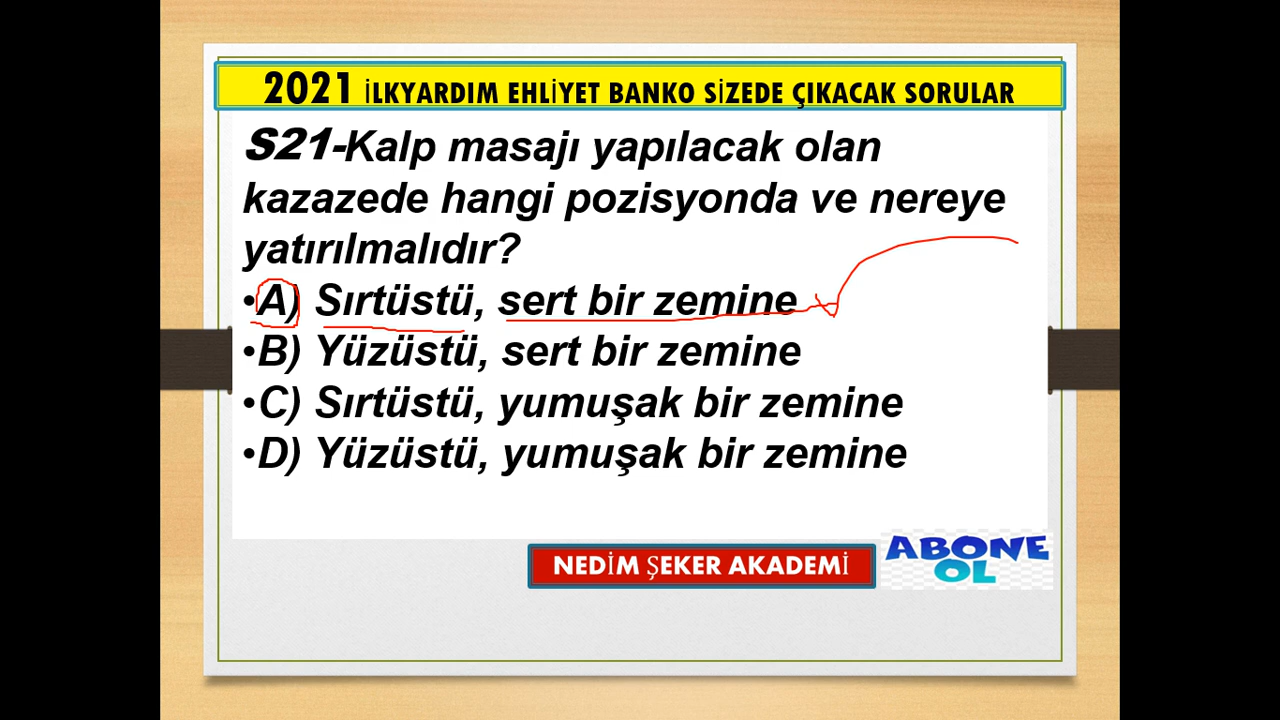 2021 İLKYARDIM EHLİYET BANKO SİZEDE ÇIKACAK SORULAR
S21-Kalp masajı yapılacak olan
kazazede hangi pozisyonda ve nereye
yatırılmalıdır?
•A) Sırtüstü, sert bir zemine
•B) Yüzüstü, sert bir zemine
•C) Sırtüstü, yumuşak bir zemine
•D) Yüzüstü, yumuşak bir zemine
NEDİM ŞEKER AKADEMİ
ABONE
OL